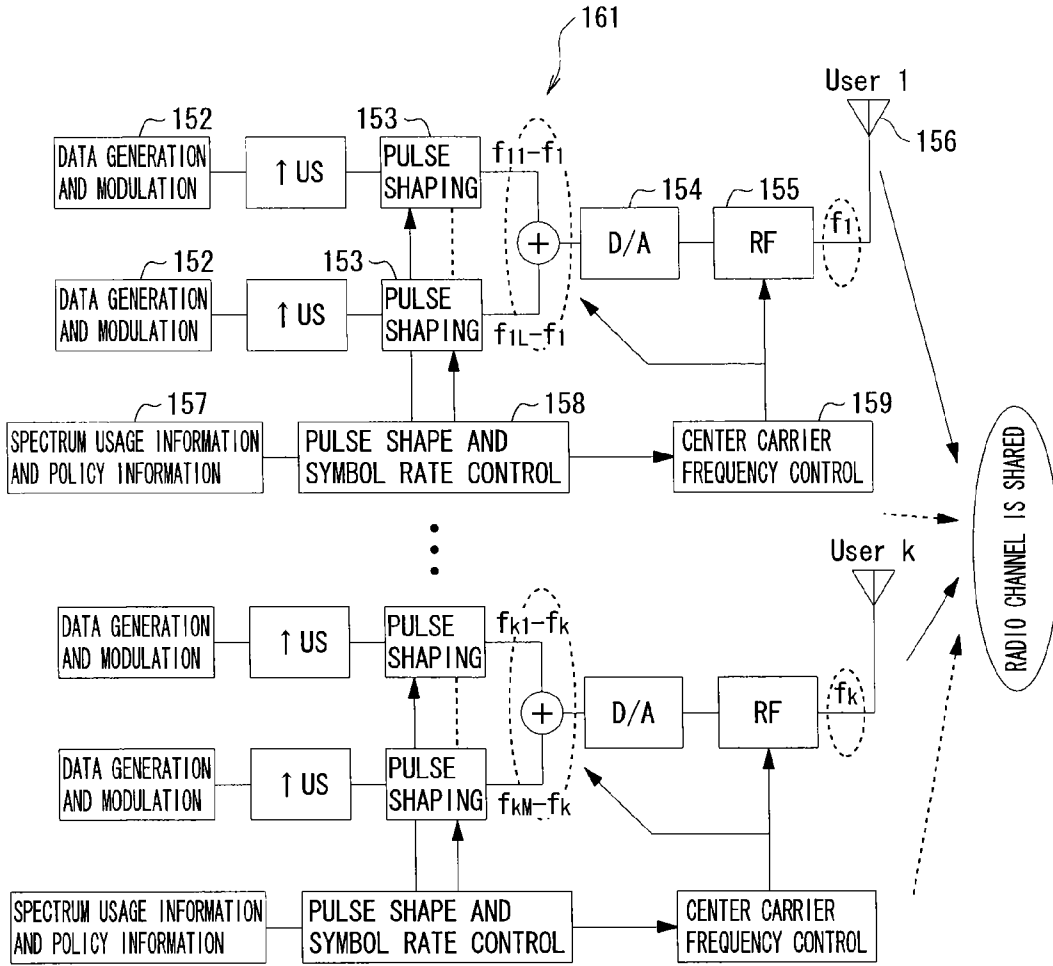 161
User 1
152
153
156
DATA GENERATION
AND MODULATION
↑ US
PULSE
SHAPING
f11-f1
154
155
D/A
RF
f1
152
153
DATA GENERATION
AND MODULATION
↑ US
PULSE
SHAPING
f1L-f1
157
158
159
SPECTRUM USAGE INFORMATION
AND POLICY INFORMATION
PULSE SHAPE AND
SYMBOL RATE CONTROL
CENTER CARRIER
FREQUENCY CONTROL
RADIO CHANNEL IS SHARED
User k
DATA GENERATION
AND MODULATION
↑ US
PULSE
SHAPING
fk1-fk
D/A
RF
fk
DATA GENERATION
AND MODULATION
↑ US
PULSE
SHAPING
fkM-fk
SPECTRUM USAGE INFORMATION
AND POLICY INFORMATION
PULSE SHAPE AND
SYMBOL RATE CONTROL
CENTER CARRIER
FREQUENCY CONTROL